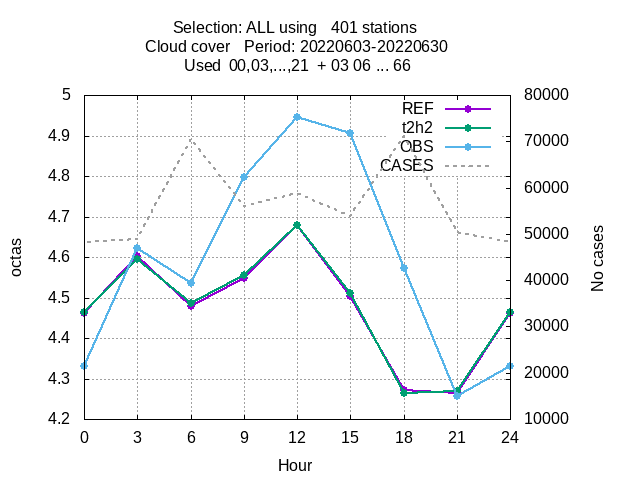 Selection: ALL using   401 stations
Cloud cover   Period: 20220603-20220630
Used  00,03,...,21  + 03 06 ... 66
5
4.9
4.8
4.7
4.6
4.5
4.4
4.3
4.2
octas
80000
70000
60000
50000
40000
30000
20000
10000
No cases
REF
t2h2
OBS
CASES
0 3 6 9 12 15 18 21 24
Hour